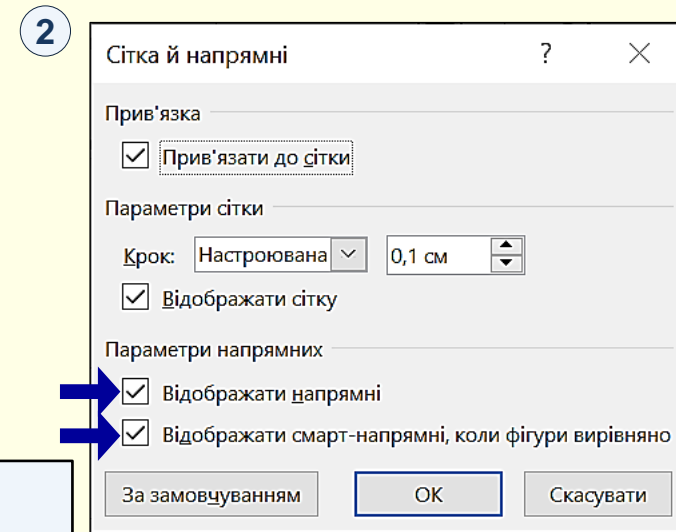 2
Сітка й напрямні ?
Прив'язка
Прив'язати до сітки
Параметри сітки
Крок: Настроювана 0,1 см
Відображати сітку
Параметри напрямних
Відображати напрямні
Відображати смарт-напрямні, коли фігури вирівняно
За замовчуванням ОК Скасувати